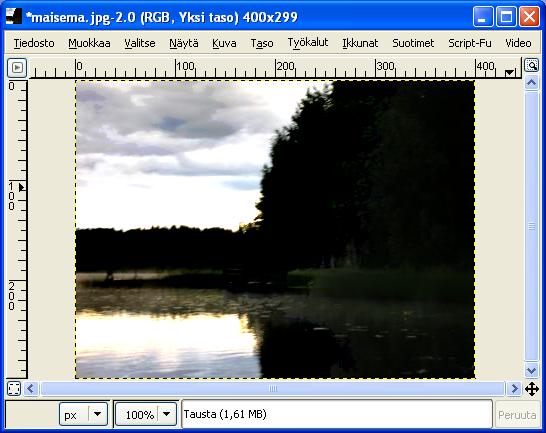 *maisema.jpg-2.0 (RGB, Yksi taso) 400x299
Tiedosto Muokkaa Valitse Näytä Kuva Taso Työkalut Ikkunat Suotimet Script-Fu Video
0 100 200 300 400
0
100
200
px 100% Tausta (1,61 MB) Peruuta